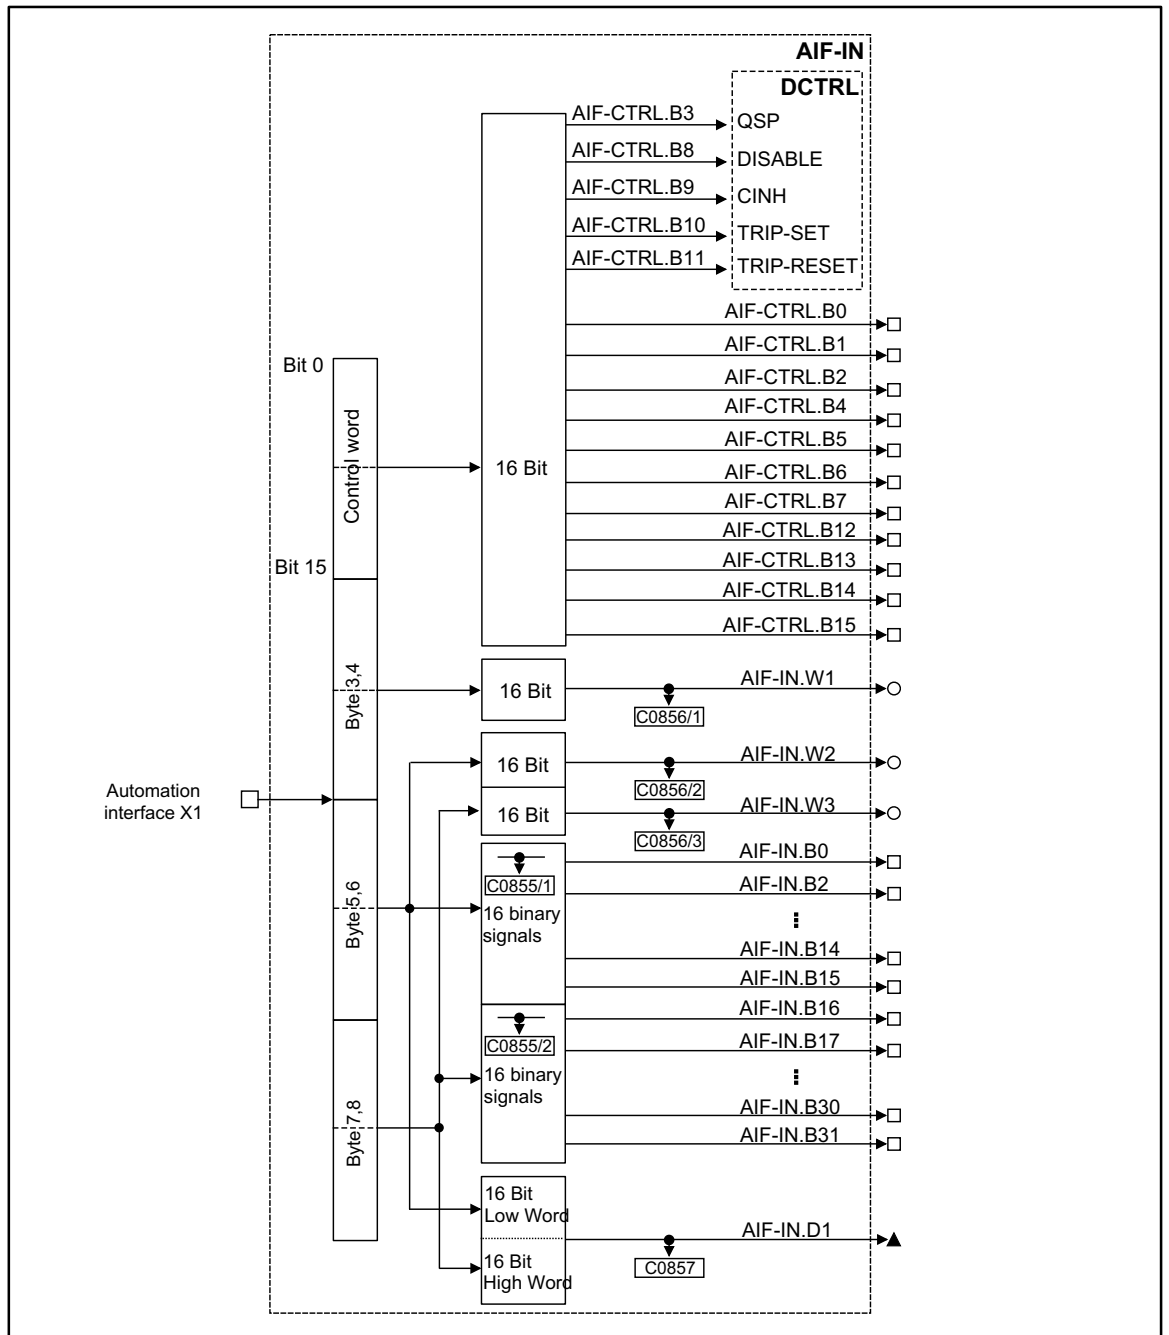 AIF-IN
DCTRL
AIF-CTRL.B3
QSP
AIF-CTRL.B8
DISABLE
AIF-CTRL.B9
CINH
AIF-CTRL.B10
TRIP-SET
AIF-CTRL.B11
TRIP-RESET
AIF-CTRL.B0
AIF-CTRL.B1
AIF-CTRL.B2
AIF-CTRL.B4
AIF-CTRL.B5
AIF-CTRL.B6
AIF-CTRL.B7
AIF-CTRL.B12
AIF-CTRL.B13
AIF-CTRL.B14
AIF-CTRL.B15
Bit 0
Control word
16 Bit
Bit 15
Byte 3,4
16 Bit
AIF-IN.W1
C0856/1
16 Bit
AIF-IN.W2
C0856/2
Automation
interface X1
16 Bit
AIF-IN.W3
C0856/3
Byte 5,6
C0855/1
16 binary
signals
AIF-IN.B0
AIF-IN.B2
AIF-IN.B14
AIF-IN.B15
C0855/2
16 binary
signals
AIF-IN.B16
AIF-IN.B17
AIF-IN.B30
AIF-IN.B31
Byte 7,8
16 Bit
Low Word
16 Bit
High Word
AIF-IN.D1
C0857